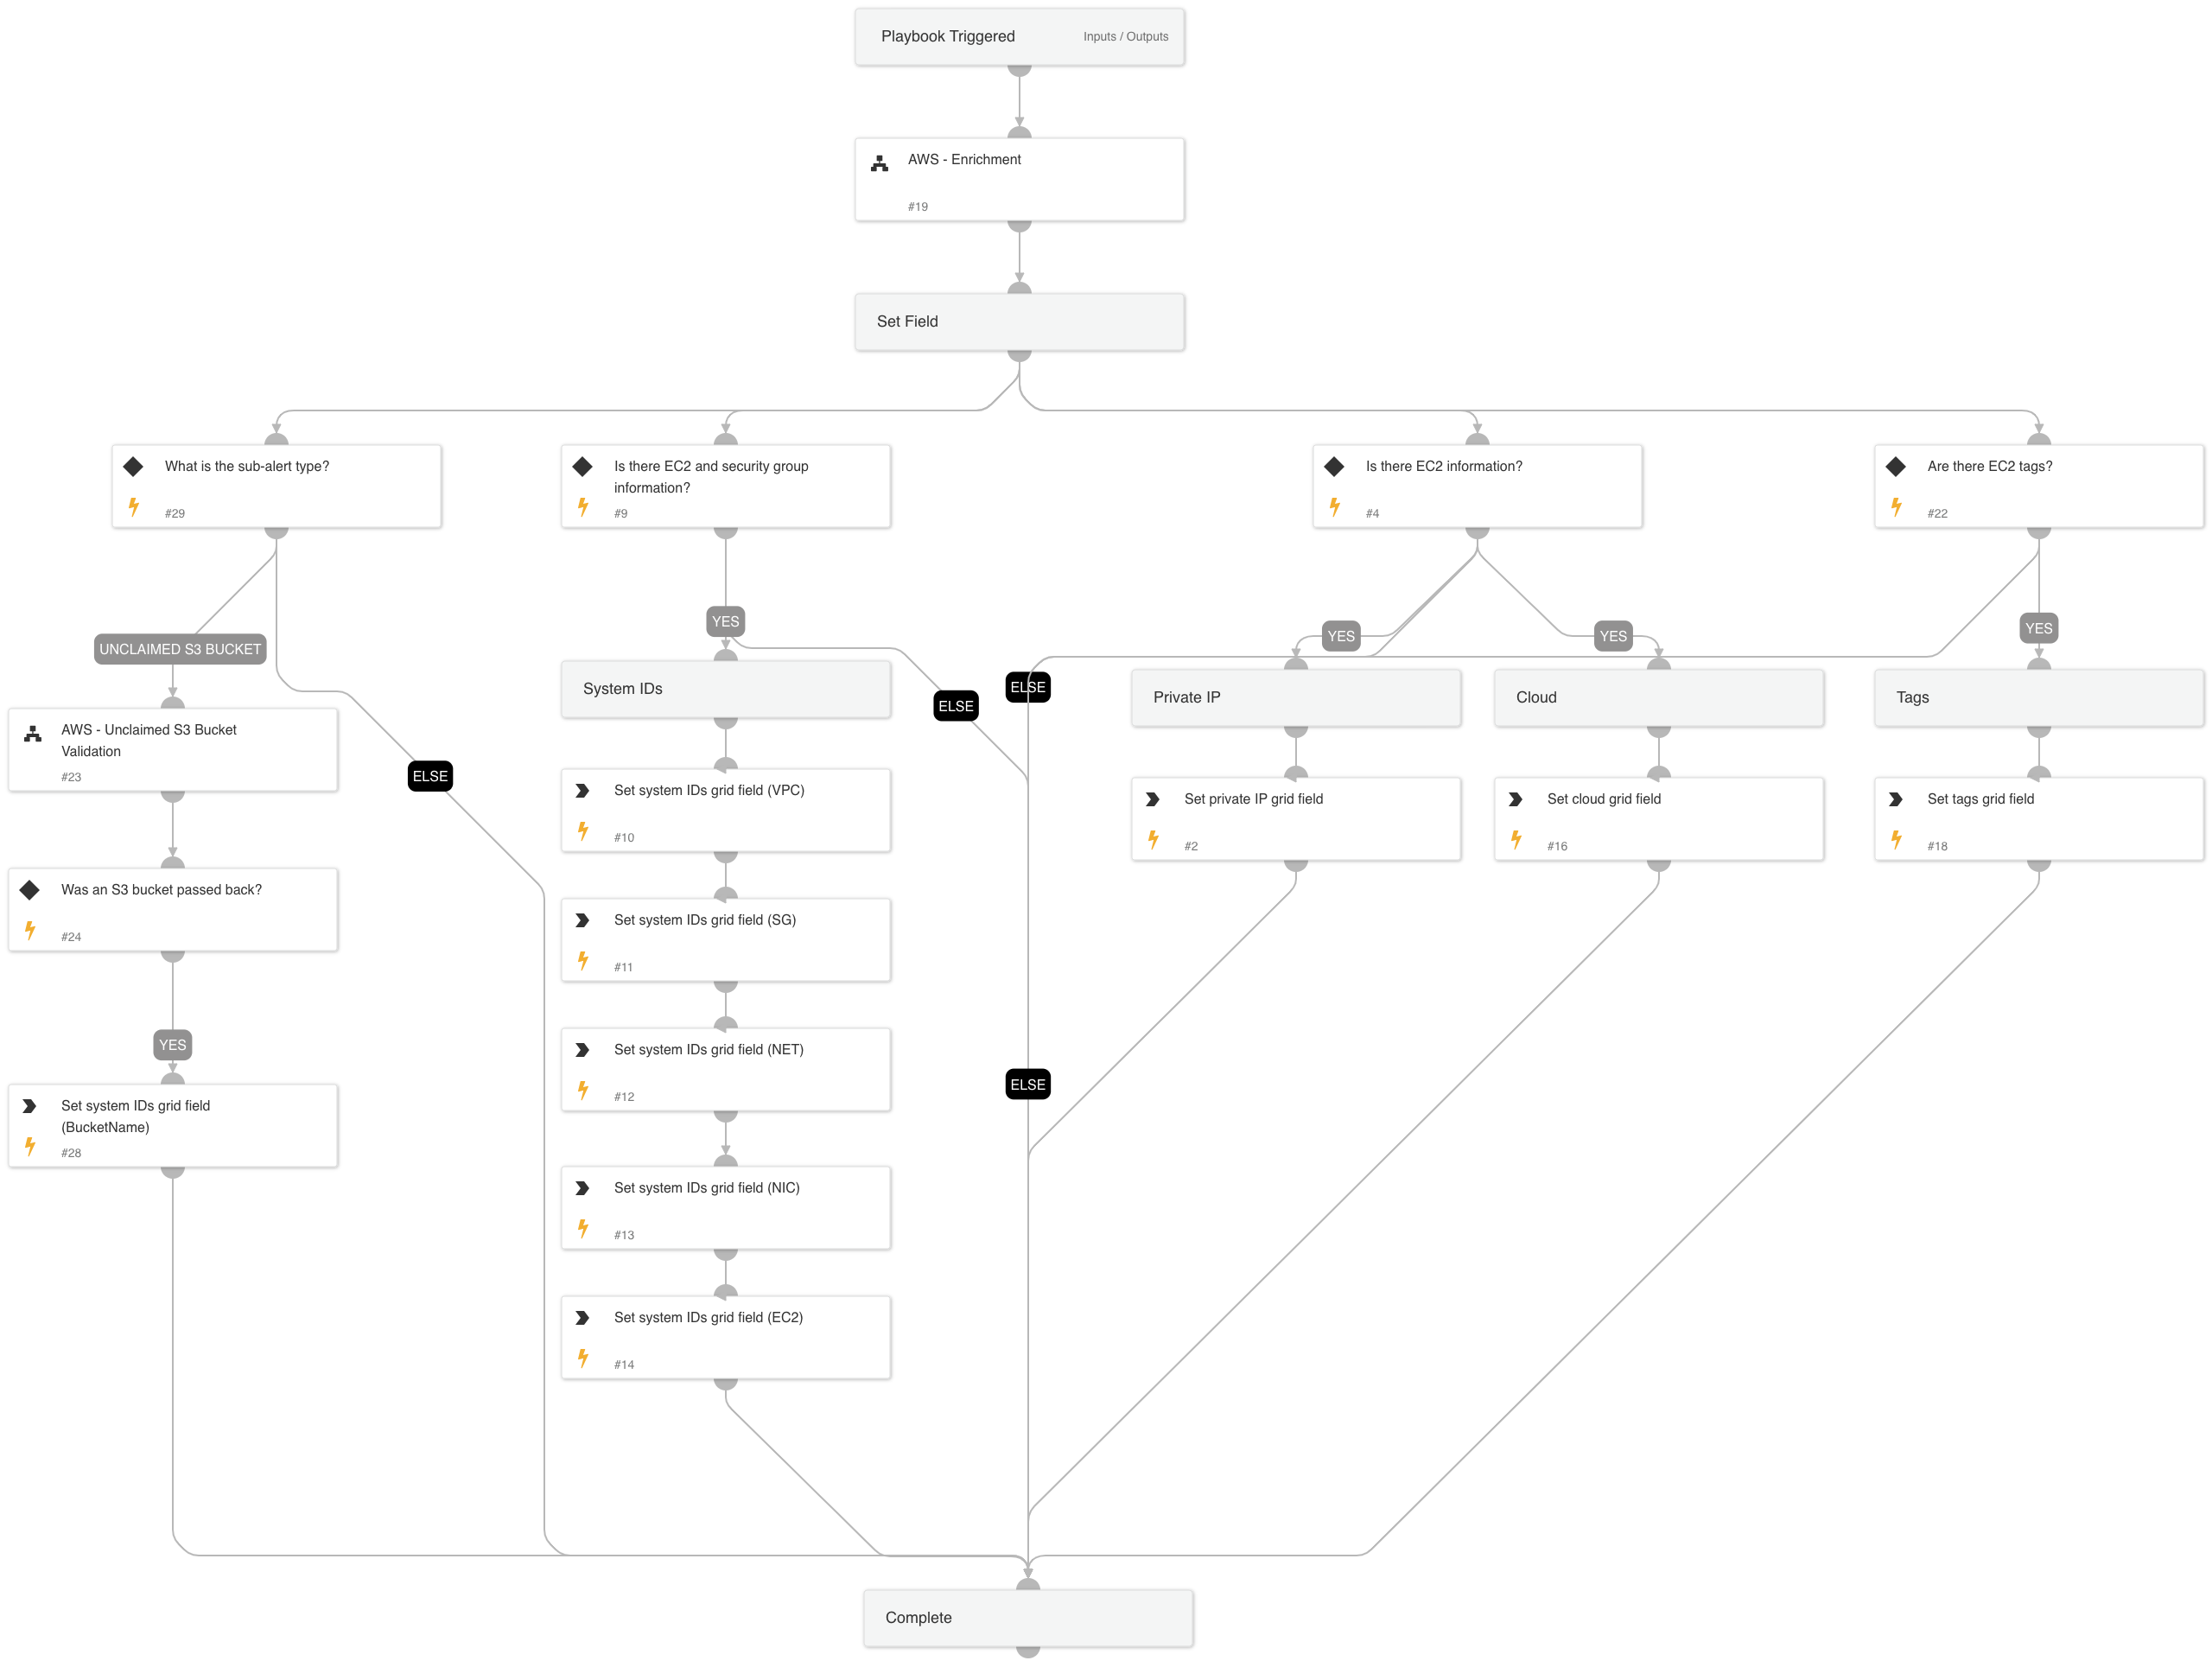 Playbook Triggered
Inputs / Outputs
AWS - Enrichment
#19
Set Field
What is the sub-alert type?
#29
Is there EC2 and security group
information?
#9
Is there EC2 information?
#4
Are there EC2 tags?
#22
UNCLAIMED S3 BUCKET
YES
YES
YES
YES
ELSE
ELSE
ELSE
System IDs
Private IP
Cloud
Tags
AWS - Unclaimed S3 Bucket
Validation
#23
Set system IDs grid field (VPC)
#10
Set private IP grid field
#2
Set cloud grid field
#16
Set tags grid field
#18
Was an S3 bucket passed back?
#24
Set system IDs grid field (SG)
#11
YES
Set system IDs grid field (NET)
#12
ELSE
Set system IDs grid field
(BucketName)
#28
Set system IDs grid field (NIC)
#13
Set system IDs grid field (EC2)
#14
Complete